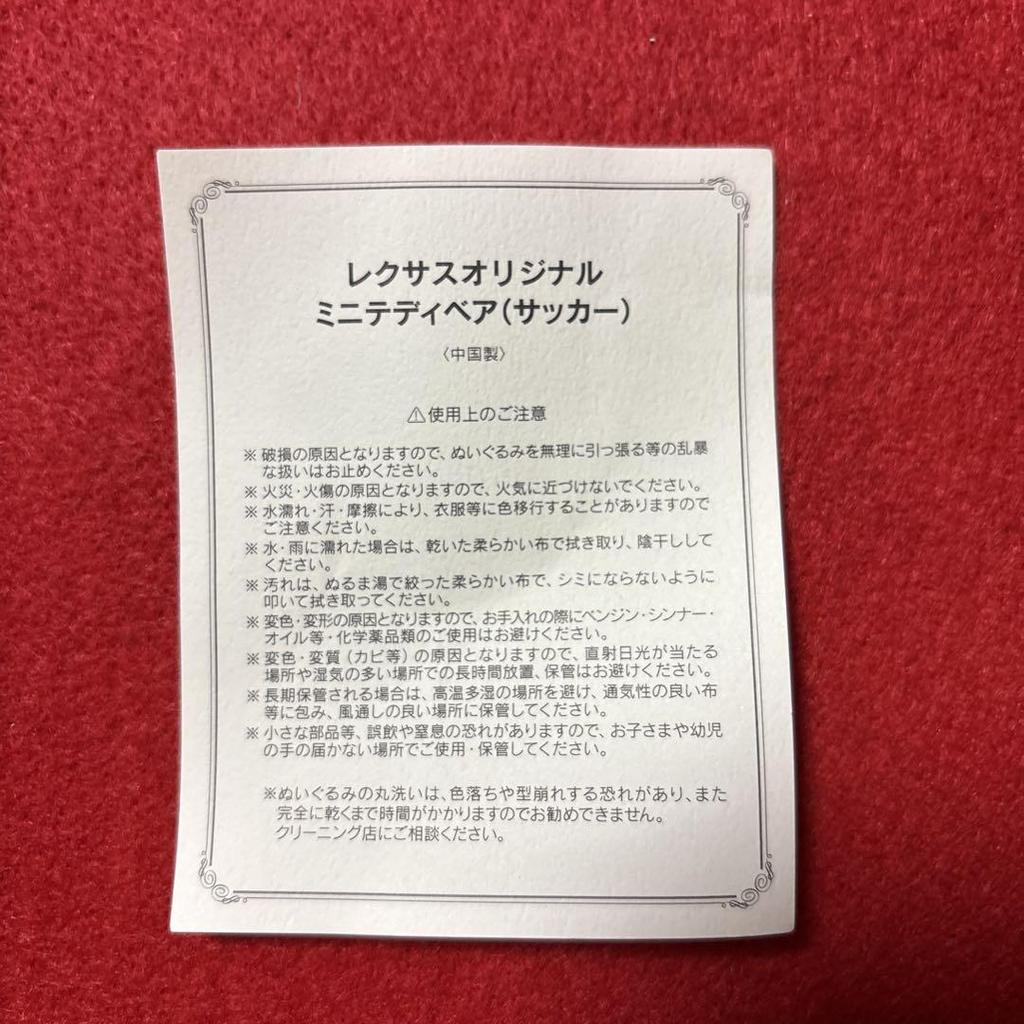 レクサスオリジナル
ミニテディベア(サッカー)
〈中国製〉
⚠使用上のご注意
※ 破損の原因となりますので、ぬいぐるみを無理に引っ張る等の乱暴
な扱いはお止めください。
※ 火災・火傷の原因となりますので、火気に近づけないでください。
※ 水濡れ・汗・摩擦により、衣服等に色移行することがありますので
ご注意ください。
※ 水・雨に濡れた場合は、乾いた柔らかい布で拭き取り、陰干しして
ください。
※ 汚れは、ぬるま湯で絞った柔らかい布で、シミにならないように
叩いて拭き取ってください。
※ 変色・変形の原因となりますので、お手入れの際にベンジン・シンナー・
オイル等・化学薬品類のご使用はお避けください。
※ 変色・変質(カビ等)の原因となりますので、直射日光が当たる
場所や湿気の多い場所での長時間放置、保管はお避けください。
※ 長期保管される場合は、高温多湿の場所を避け、通気性の良い布
等に包み、風通しの良い場所に保管してください。
※ 小さな部品等、誤飲や窒息の恐れがありますので、お子さまや幼児
の手の届かない場所でご使用・保管してください。
※ぬいぐるみの丸洗いは、色落ちや型崩れする恐れがあり、また
完全に乾くまで時間がかかりますのでお勧めできません。
クリーニング店にご相談ください。